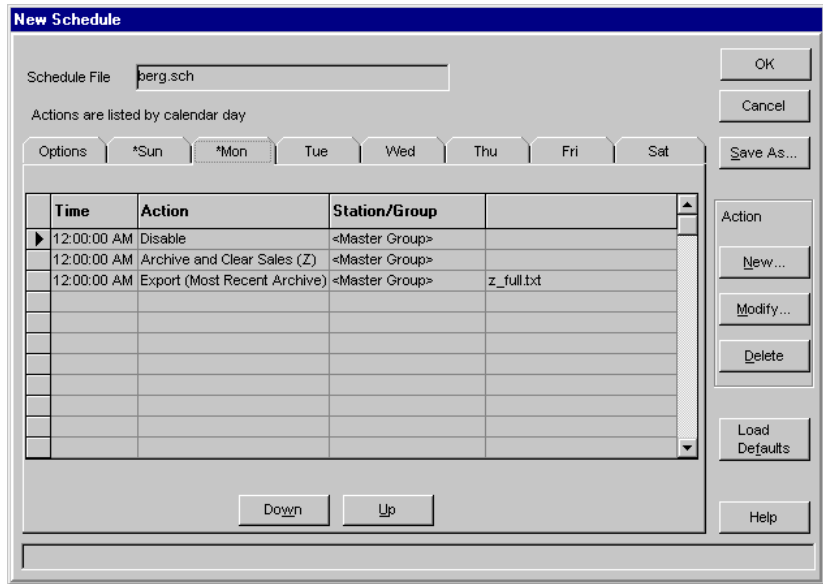 New Schedule
Schedule File berg.sch
Actions are listed by calendar day
Options *Sun *Mon Tue Wed Thu Fri Sat
Time Action Station/Group
12:00:00 AM Disable <Master Group>
12:00:00 AM Archive and Clear Sales (Z) <Master Group>
12:00:00 AM Export (Most Recent Archive) <Master Group> z_full.txt
Down Up
OK
Cancel
Save As...
Action
New...
Modify...
Delete
Load
Defaults
Help